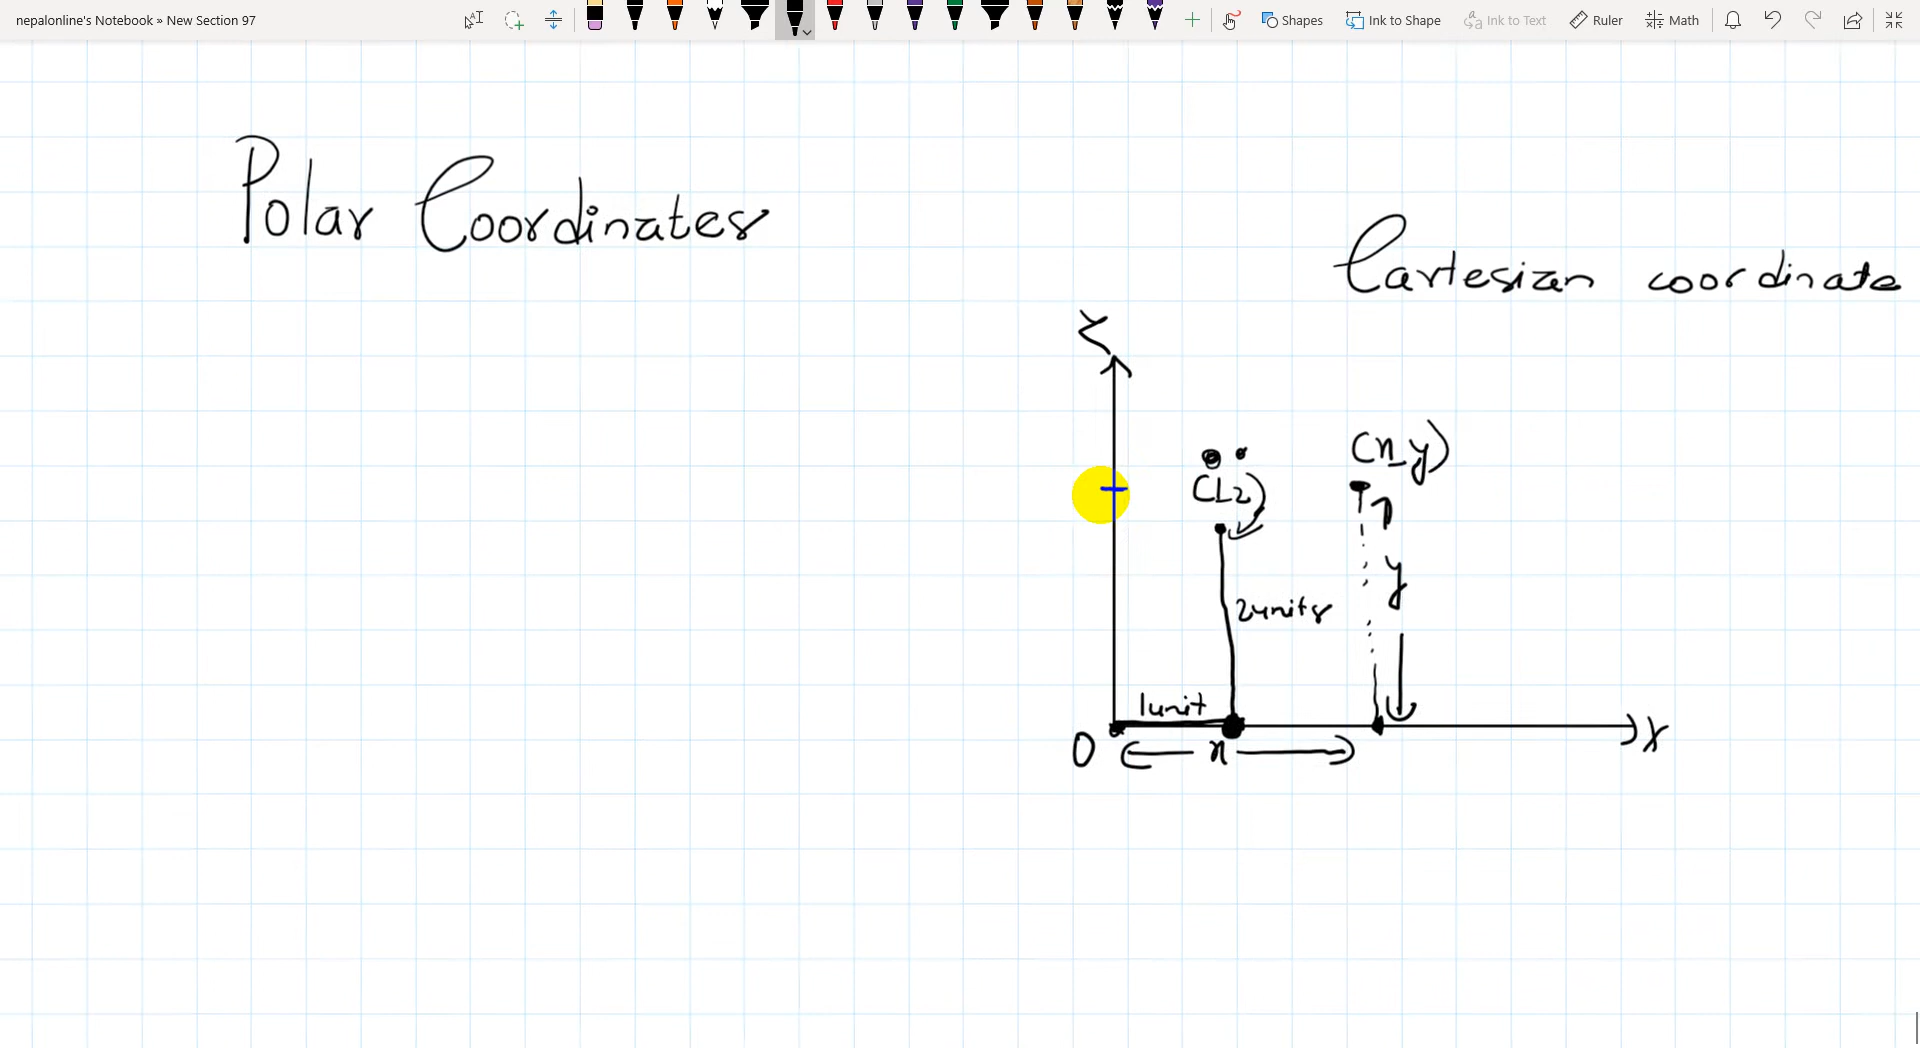 nepalonline's Notebook » New Section 97
Shapes
Ink to Shape
Ink to Text
Ruler
Math
Polar Coordinates
Cartesian coordinate
Y
(x, y)
(1, 2)
y
2units
1unit
O
x
X